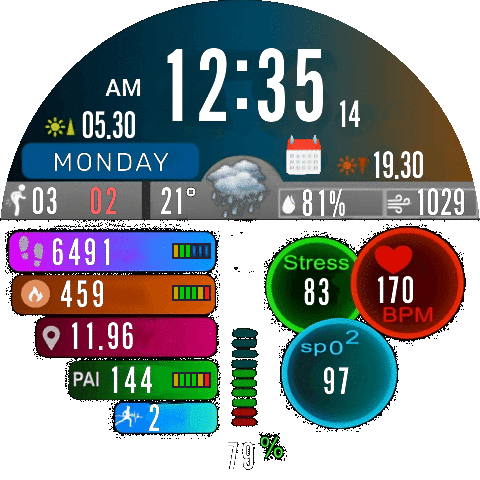 AM 12:35 14
05.30
MONDAY
19.30
03 02 21° 81% 1029
6491
459
11.96
PAI 144
2
Stress
83
170
BPM
spo2
97
79%